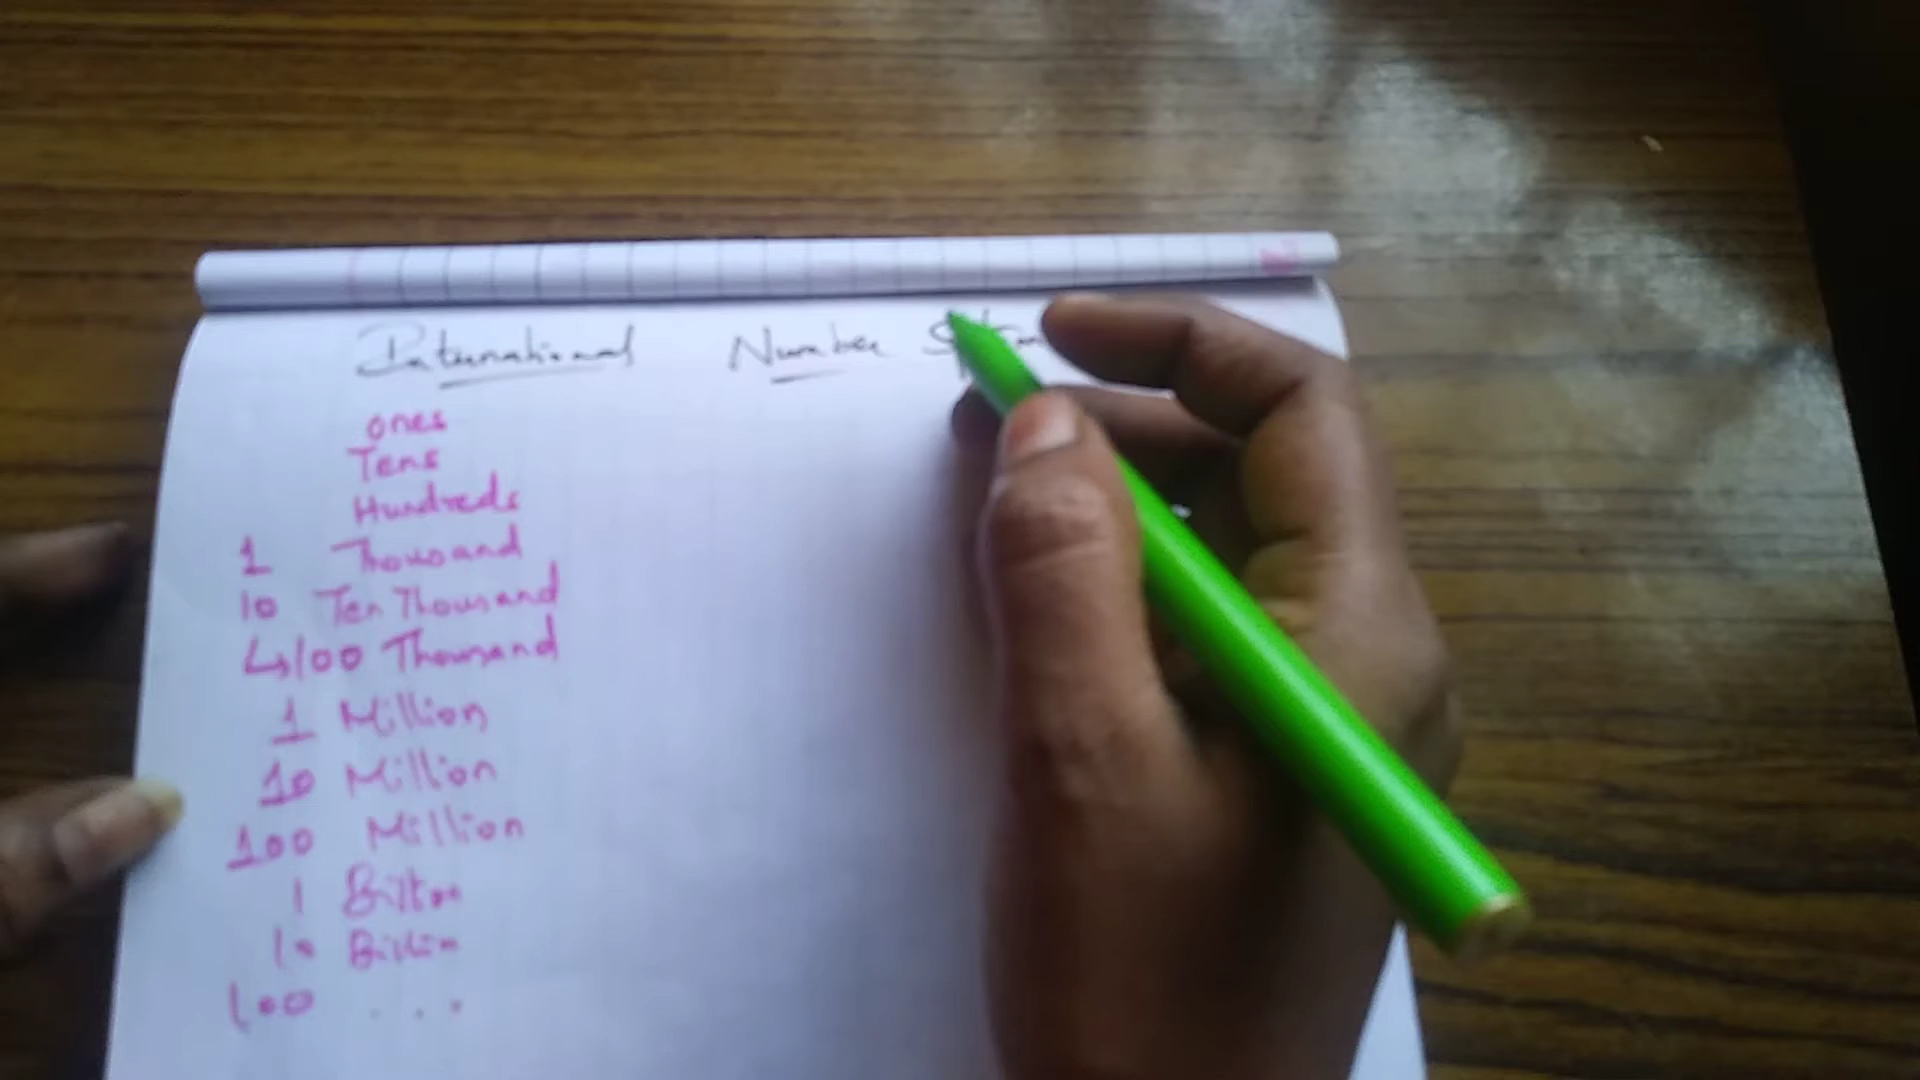 International Number
ones
Tens
Hundreds
1 Thousand
10 Ten Thousand
↳100 Thousand
1 Million
10 Million
100 Million
1 Billion
10 Billion
100 ...